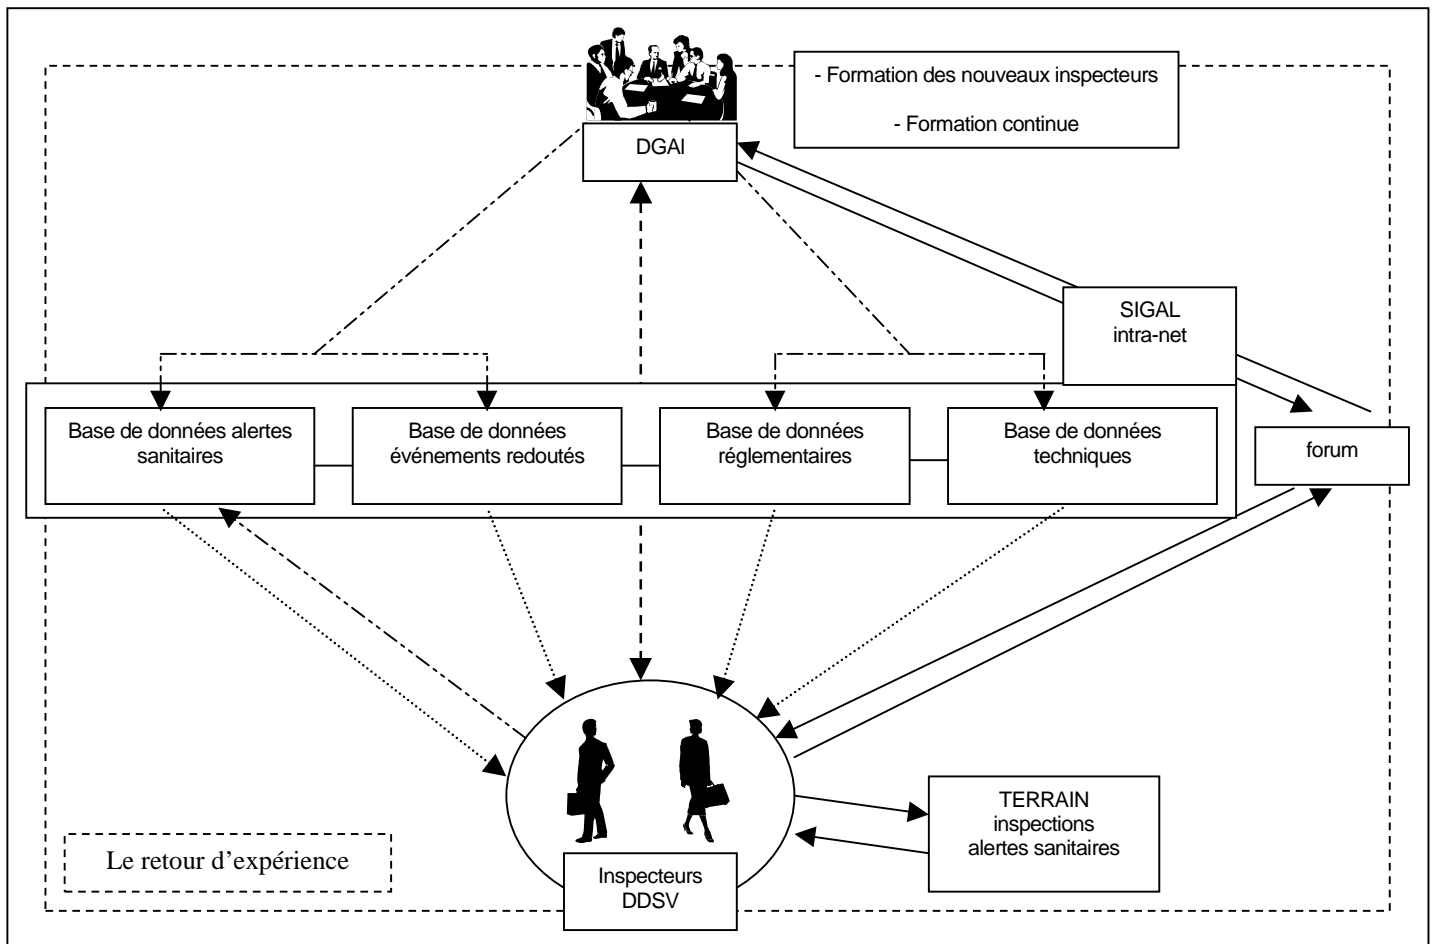 - Formation des nouveaux inspecteurs
- Formation continue
DGAl
SIGAL
intra-net
Base de données alertes
sanitaires
Base de données
événements redoutés
Base de données
réglementaires
Base de données
techniques
forum
TERRAIN
inspections
alertes sanitaires
Le retour d'expérience
Inspecteurs
DDSV